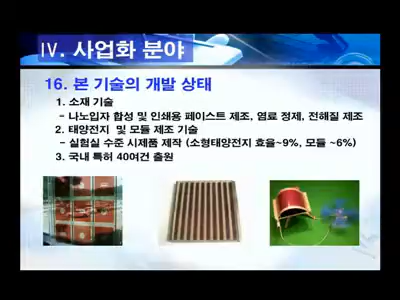 Ⅳ. 사업화 분야
16. 본 기술의 개발 상태
1. 소재 기술
- 나노입자 합성 및 인쇄용 페이스트 제조, 염료 정제, 전해질 제조
2. 태양전지 및 모듈 제조 기술
- 실험실 수준 시제품 제작 (소형태양전지 효율~9%, 모듈 ~6%)
3. 국내 특허 40여건 출원